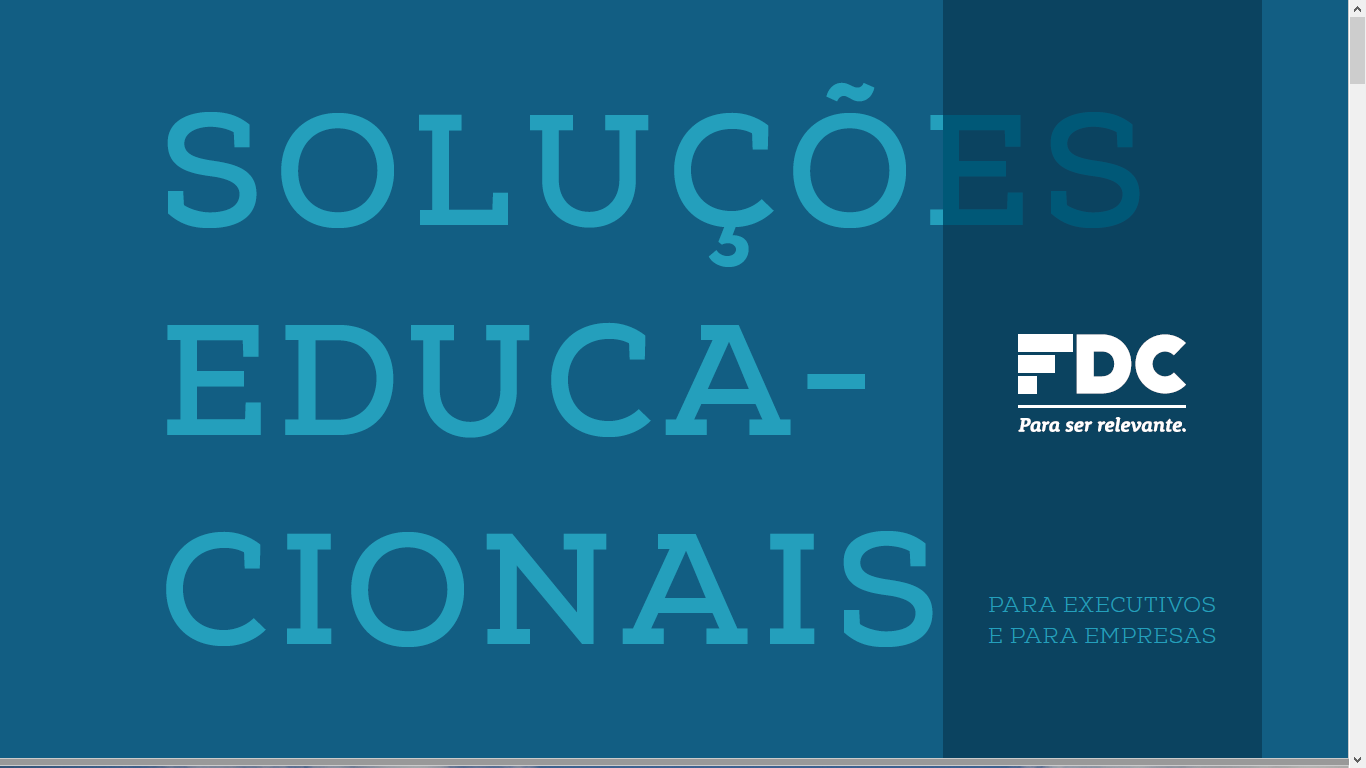 SOLUÇÕES
EDUCA-
CIONAIS
FDC
Para ser relevante.
PARA EXECUTIVOS
E PARA EMPRESAS